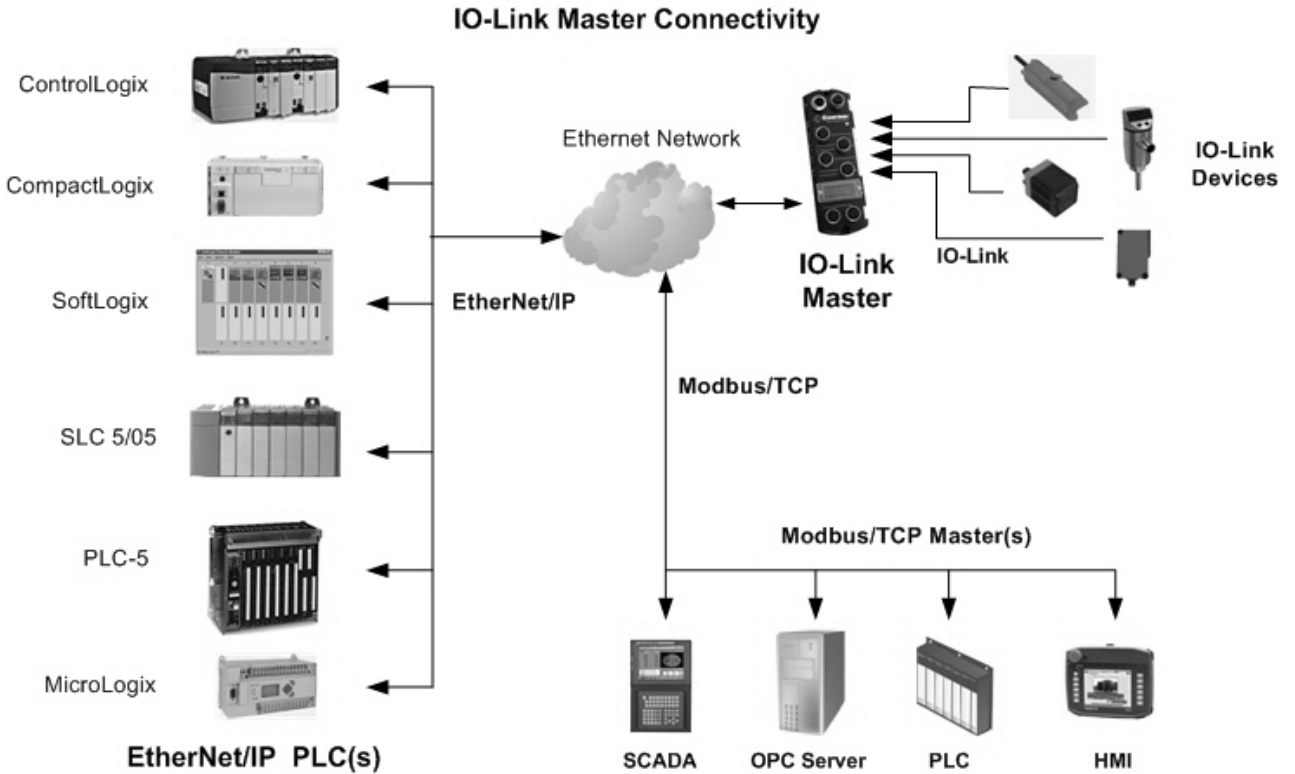 IO-Link Master Connectivity
ControlLogix
CompactLogix
SoftLogix
SLC 5/05
PLC-5
MicroLogix
EtherNet/IP PLC(s)
EtherNet/IP
Ethernet Network
IO-Link
Master
IO-Link
IO-Link
Devices
Modbus/TCP
Modbus/TCP Master(s)
SCADA
OPC Server
PLC
HMI